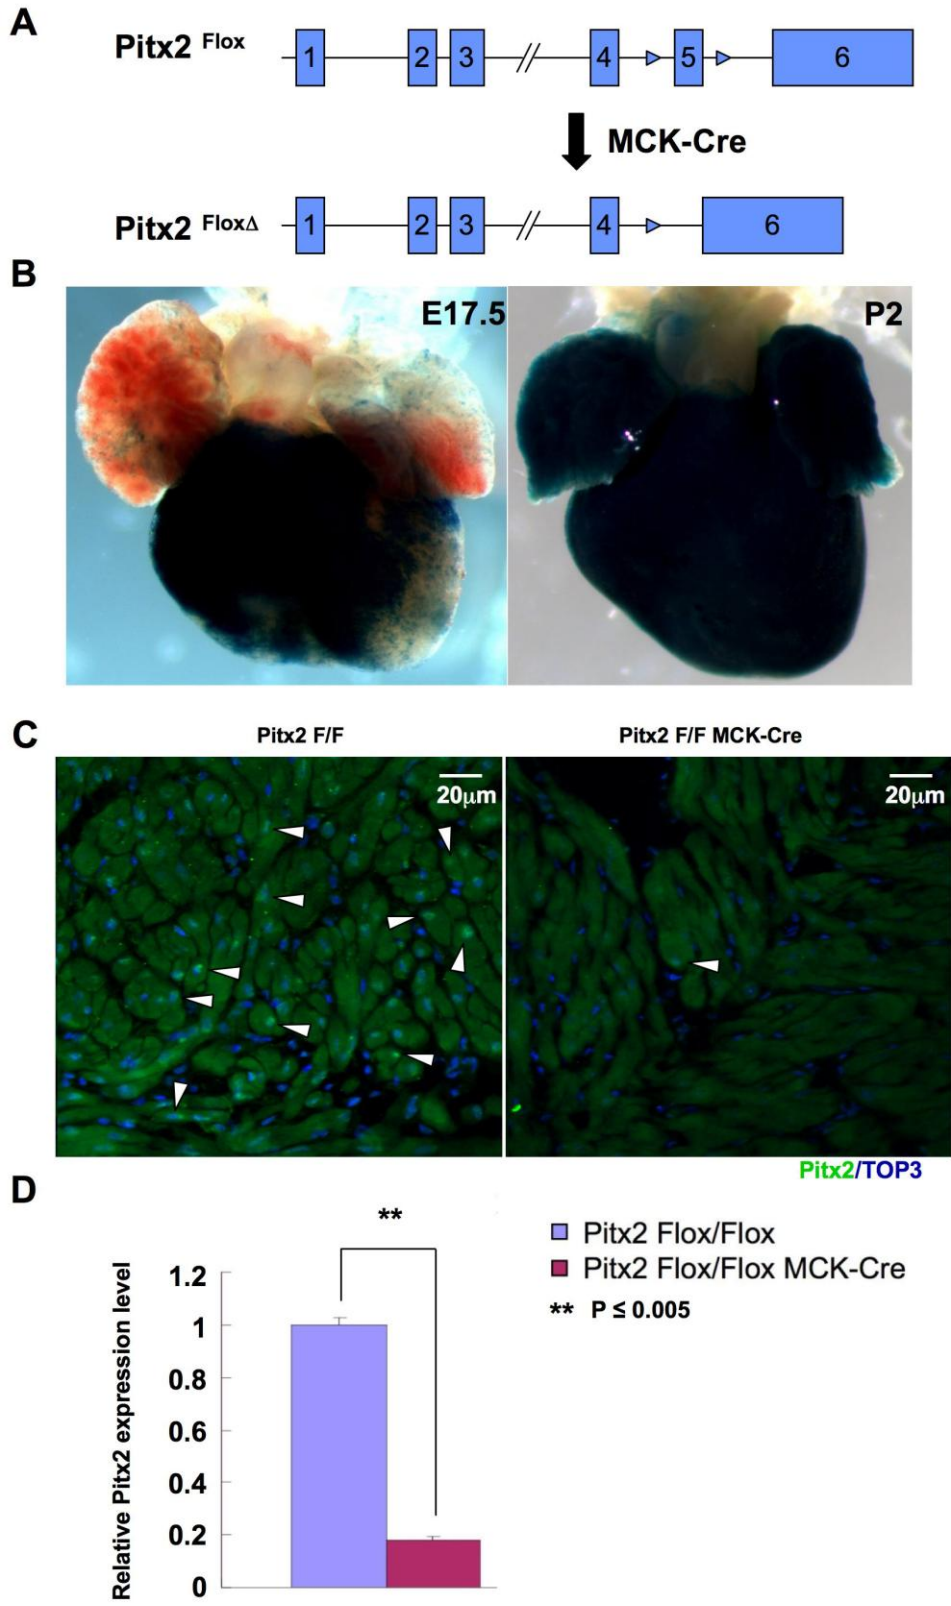 A
Pitx2 Flox
1 2 3 4 5 6
MCK-Cre
Pitx2 FloxΔ
1 2 3 4 6
B
E17.5 P2
C
Pitx2 F/F Pitx2 F/F MCK-Cre
20μm 20μm
Pitx2/TOP3
D
**
Pitx2 Flox/Flox
Pitx2 Flox/Flox MCK-Cre
** P ≤ 0.005
Relative Pitx2 expression level
1.2
1
0.8
0.6
0.4
0.2
0